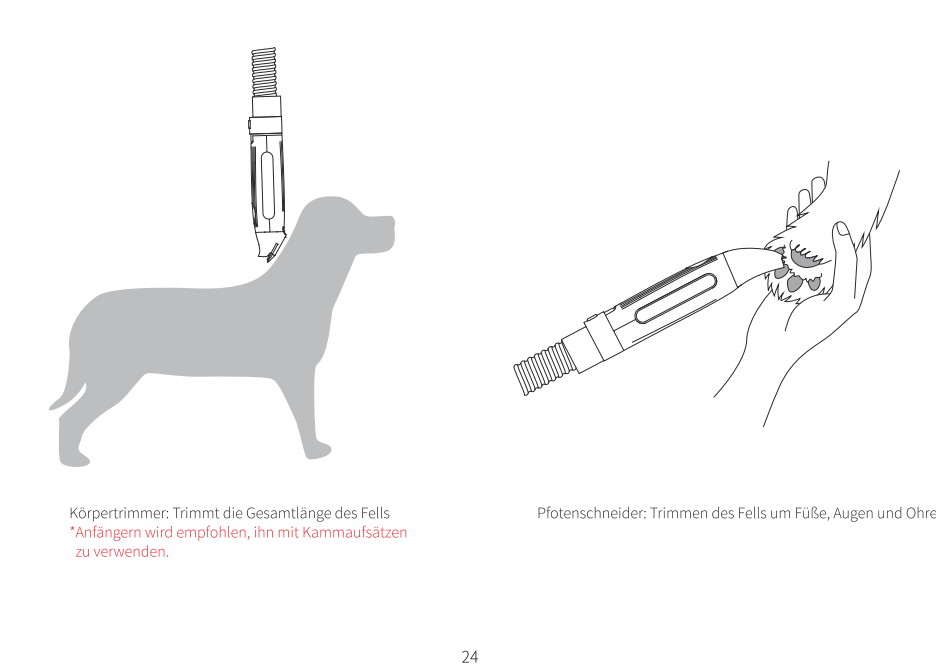 Körpertrimmer: Trimmt die Gesamtlänge des Fells
*Anfängern wird empfohlen, ihn mit Kammaufsätzen
zu verwenden.
Pfotenschneider: Trimmen des Fells um Füße, Augen und Ohre
24